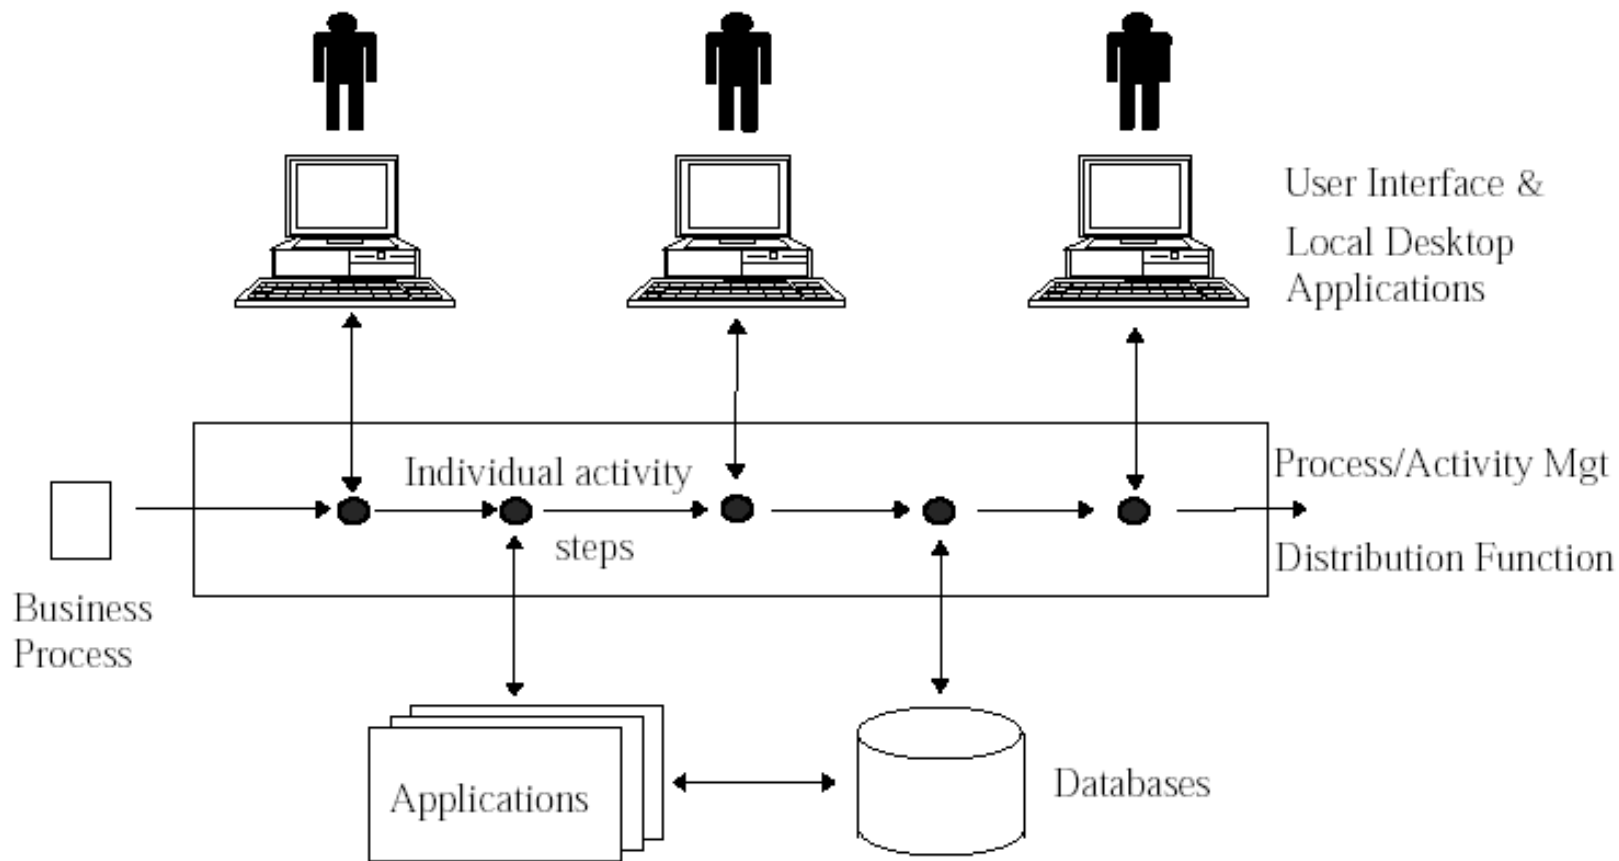 User Interface &
Local Desktop
Applications
Individual activity
steps
Process/Activity Mgt
Distribution Function
Business
Process
Applications
Databases